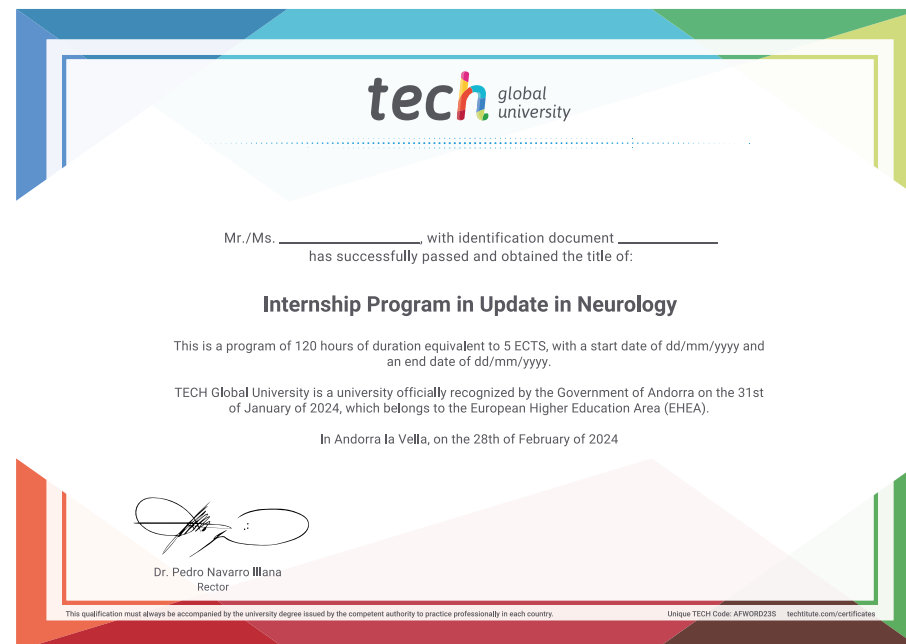 tech global university
Mr./Ms. ____________________, with identification document ______________
has successfully passed and obtained the title of:
Internship Program in Update in Neurology
This is a program of 120 hours of duration equivalent to 5 ECTS, with a start date of dd/mm/yyyy and
an end date of dd/mm/yyyy.
TECH Global University is a university officially recognized by the Government of Andorra on the 31st
of January of 2024, which belongs to the European Higher Education Area (EHEA).
In Andorra la Vella, on the 28th of February of 2024
Dr. Pedro Navarro Illana
Rector
This qualification must always be accompanied by the university degree issued by the competent authority to practice professionally in each country.
Unique TECH Code: AFWORD23S techtitute.com/certificates